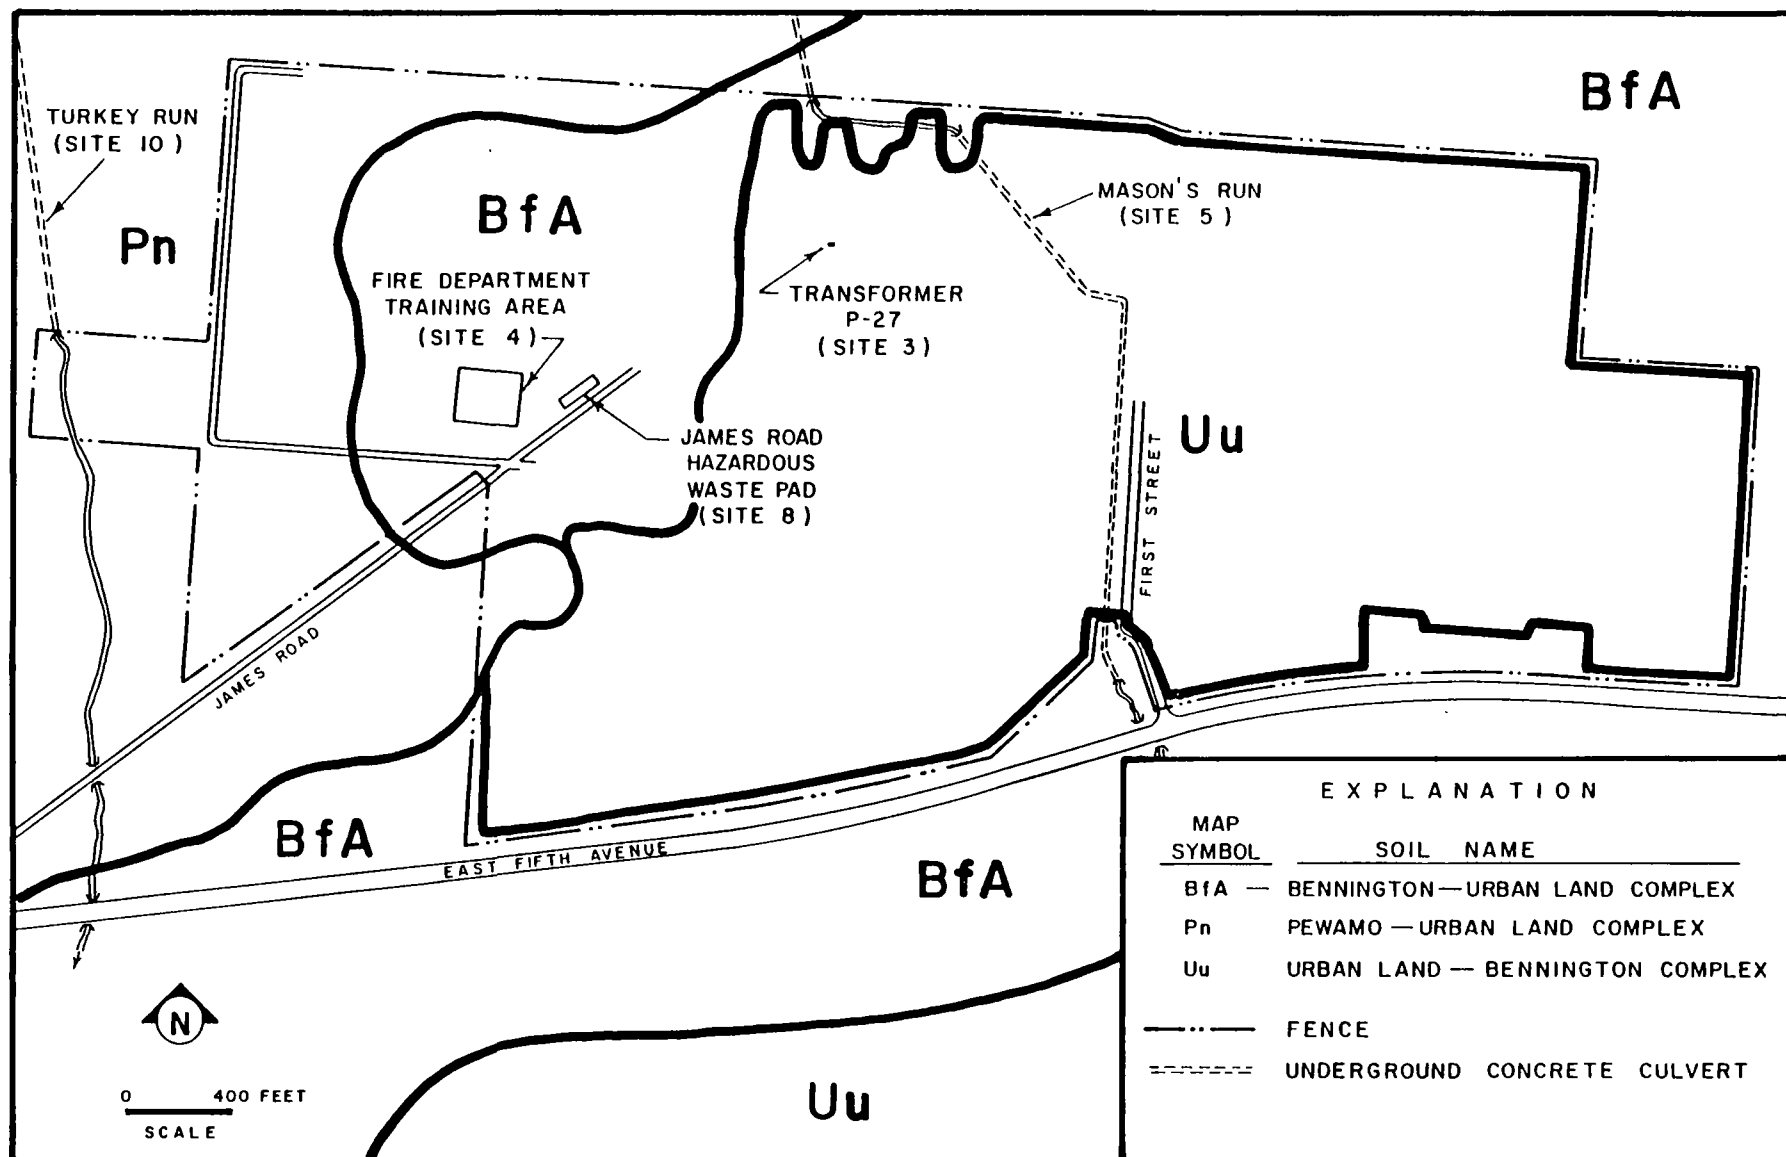 BfA
TURKEY RUN
(SITE 10)
Pn
BfA
MASON'S RUN
(SITE 5)
FIRE DEPARTMENT
TRAINING AREA
(SITE 4)
TRANSFORMER
P-27
(SITE 3)
Uu
JAMES ROAD
HAZARDOUS
WASTE PAD
(SITE 8)
FIRST STREET
JAMES ROAD
BfA
EAST FIFTH AVENUE
BfA
N
0 400 FEET
SCALE
Uu
EXPLANATION
MAP
SYMBOL SOIL NAME
BfA — BENNINGTON — URBAN LAND COMPLEX
Pn PEWAMO — URBAN LAND COMPLEX
Uu URBAN LAND — BENNINGTON COMPLEX
FENCE
UNDERGROUND CONCRETE CULVERT